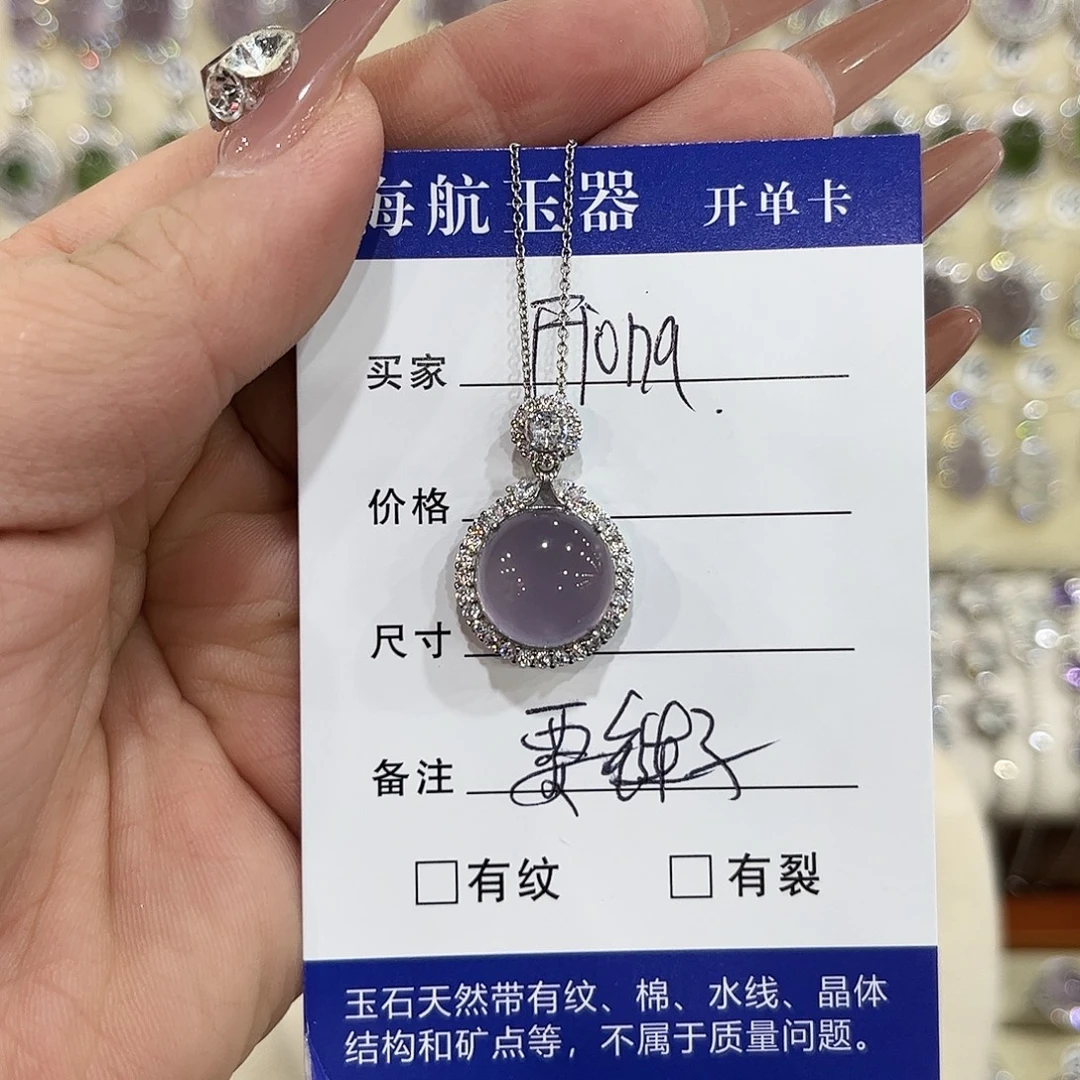 海航玉器 开单卡
买家 Fiona.
价格
尺寸
备注 要种子
有纹 有裂
玉石天然带有纹、棉、水线、晶体
结构和矿点等，不属于质量问题。